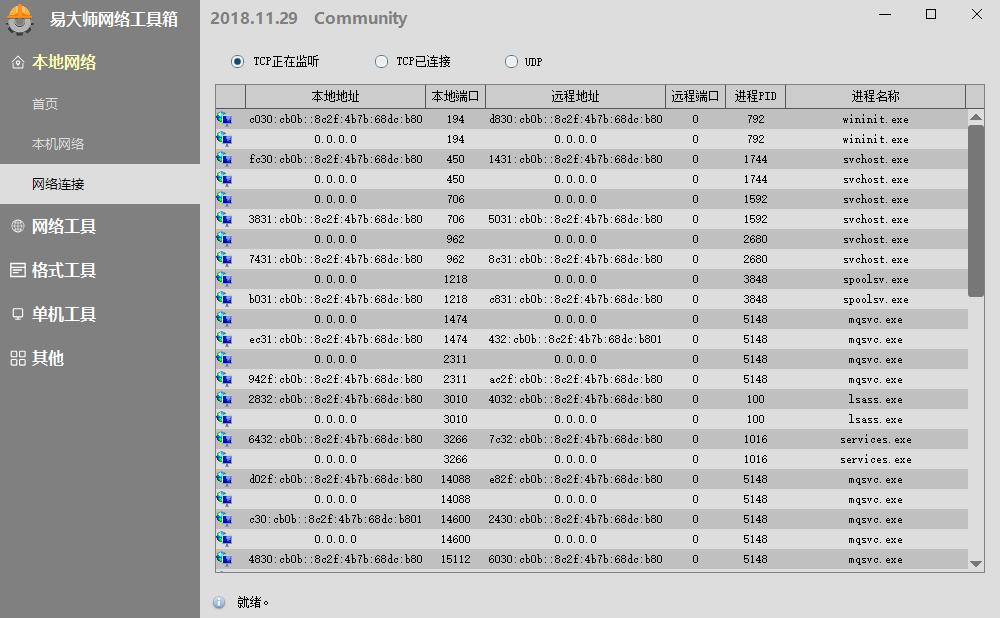 易大师网络工具箱
2018.11.29 Community
本地网络
首页
本机网络
网络连接
网络工具
格式工具
单机工具
其他
TCP正在监听 TCP已连接 UDP
本地地址 本地端口 远程地址 远程端口 进程PID 进程名称
c030:cb0b::8c2f:4b7b:68dc:b80 194 d830:cb0b::8c2f:4b7b:68dc:b80 0 792 wininit.exe
0.0.0.0 194 0.0.0.0 0 792 wininit.exe
fc30:cb0b::8c2f:4b7b:68dc:b80 450 1431:cb0b::8c2f:4b7b:68dc:b80 0 1744 svchost.exe
0.0.0.0 450 0.0.0.0 0 1744 svchost.exe
0.0.0.0 706 0.0.0.0 0 1592 svchost.exe
3831:cb0b::8c2f:4b7b:68dc:b80 706 5031:cb0b::8c2f:4b7b:68dc:b80 0 1592 svchost.exe
0.0.0.0 962 0.0.0.0 0 2680 svchost.exe
7431:cb0b::8c2f:4b7b:68dc:b80 962 8c31:cb0b::8c2f:4b7b:68dc:b80 0 2680 svchost.exe
0.0.0.0 1218 0.0.0.0 0 3848 spoolsv.exe
b031:cb0b::8c2f:4b7b:68dc:b80 1218 c831:cb0b::8c2f:4b7b:68dc:b80 0 3848 spoolsv.exe
0.0.0.0 1474 0.0.0.0 0 5148 mqsvc.exe
ec31:cb0b::8c2f:4b7b:68dc:b80 1474 432:cb0b::8c2f:4b7b:68dc:b801 0 5148 mqsvc.exe
0.0.0.0 2311 0.0.0.0 0 5148 mqsvc.exe
942f:cb0b::8c2f:4b7b:68dc:b80 2311 ac2f:cb0b::8c2f:4b7b:68dc:b80 0 5148 mqsvc.exe
2832:cb0b::8c2f:4b7b:68dc:b80 3010 4032:cb0b::8c2f:4b7b:68dc:b80 0 100 lsass.exe
0.0.0.0 3010 0.0.0.0 0 100 lsass.exe
6432:cb0b::8c2f:4b7b:68dc:b80 3266 7c32:cb0b::8c2f:4b7b:68dc:b80 0 1016 services.exe
0.0.0.0 3266 0.0.0.0 0 1016 services.exe
d02f:cb0b::8c2f:4b7b:68dc:b80 14088 e82f:cb0b::8c2f:4b7b:68dc:b80 0 5148 mqsvc.exe
0.0.0.0 14088 0.0.0.0 0 5148 mqsvc.exe
c30:cb0b::8c2f:4b7b:68dc:b801 14600 2430:cb0b::8c2f:4b7b:68dc:b80 0 5148 mqsvc.exe
0.0.0.0 14600 0.0.0.0 0 5148 mqsvc.exe
4830:cb0b::8c2f:4b7b:68dc:b80 15112 6030:cb0b::8c2f:4b7b:68dc:b80 0 5148 mqsvc.exe
就绪。